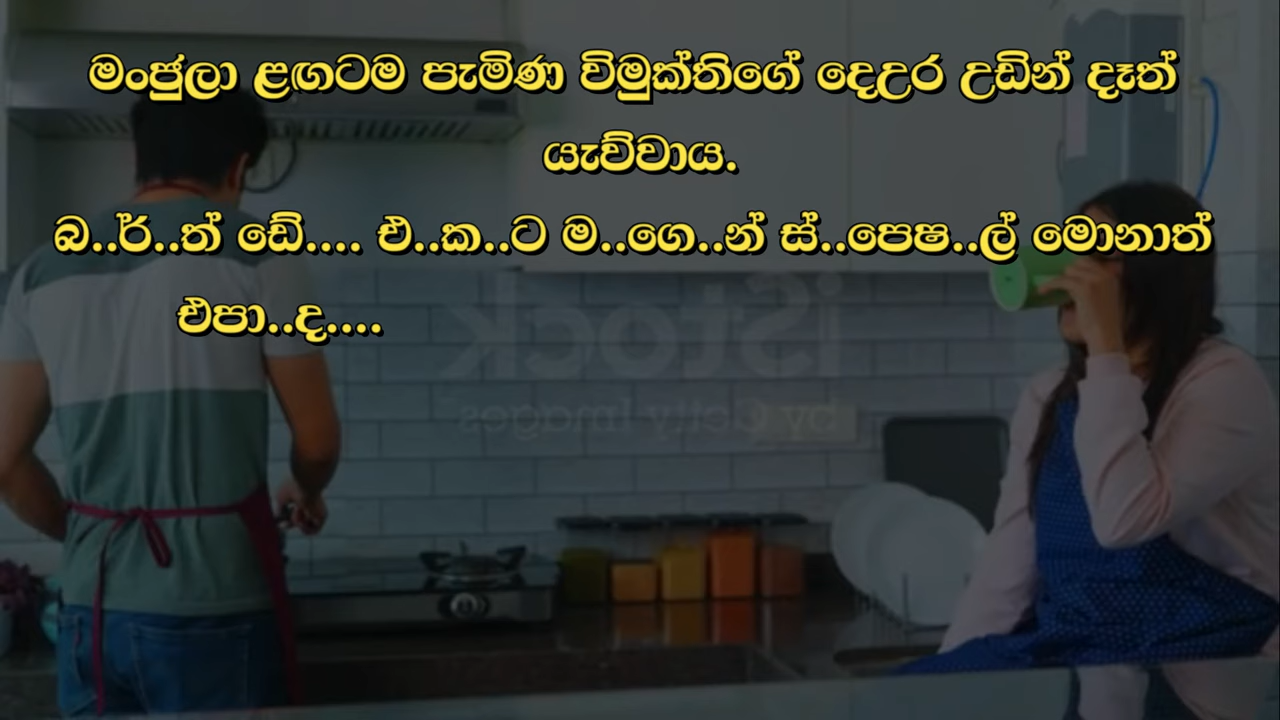 මංජුලා ළඟටම පැමිණ විමුක්තිගේ දෙඋර උඩින් දෑත්
යැව්වාය.
බ..ර්..ත් ඩේ.... එ..ක..ට ම..ගෙ..න් ස්..පෙෂ..ල් මොනාත්
එපා..ද....
iStock
by Getty Images